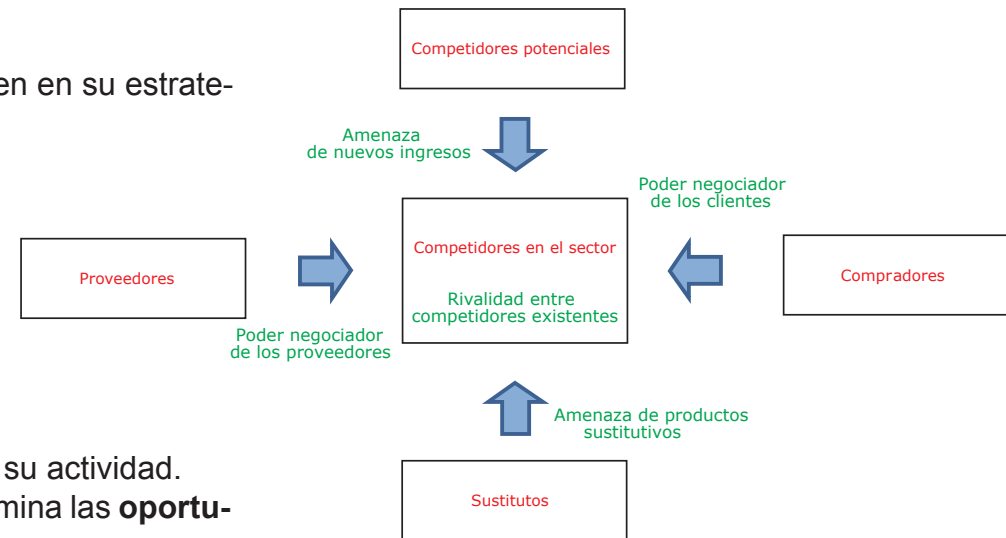 Competidores potenciales
en en su estrate-
Amenaza
de nuevos ingresos
Poder negociador
de los clientes
Competidores en el sector
Proveedores
Compradores
Rivalidad entre
competidores existentes
Poder negociador
de los proveedores
Amenaza de productos
sustitutivos
su actividad.
mina las oportu-
Sustitutos